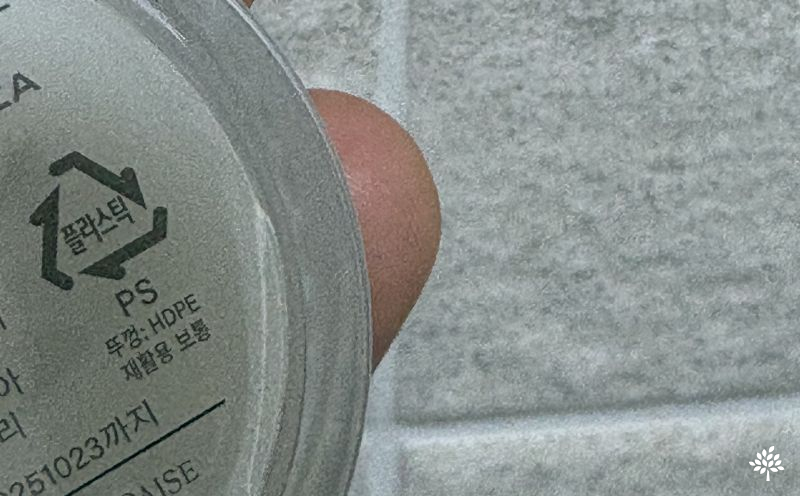 플라스틱
PS
뚜껑: HDPE
재활용 보통
251023까지